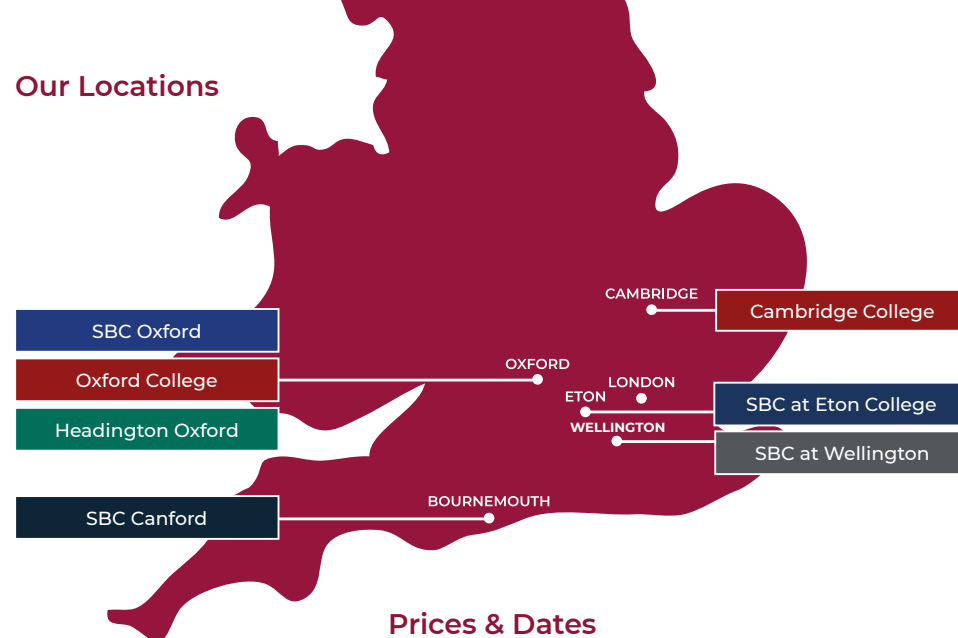 Our Locations
CAMBRIDGE
Cambridge College
SBC Oxford
OXFORD
Oxford College
LONDON
ETON
SBC at Eton College
Headington Oxford
WELLINGTON
SBC at Wellington
BOURNEMOUTH
SBC Canford
Prices & Dates